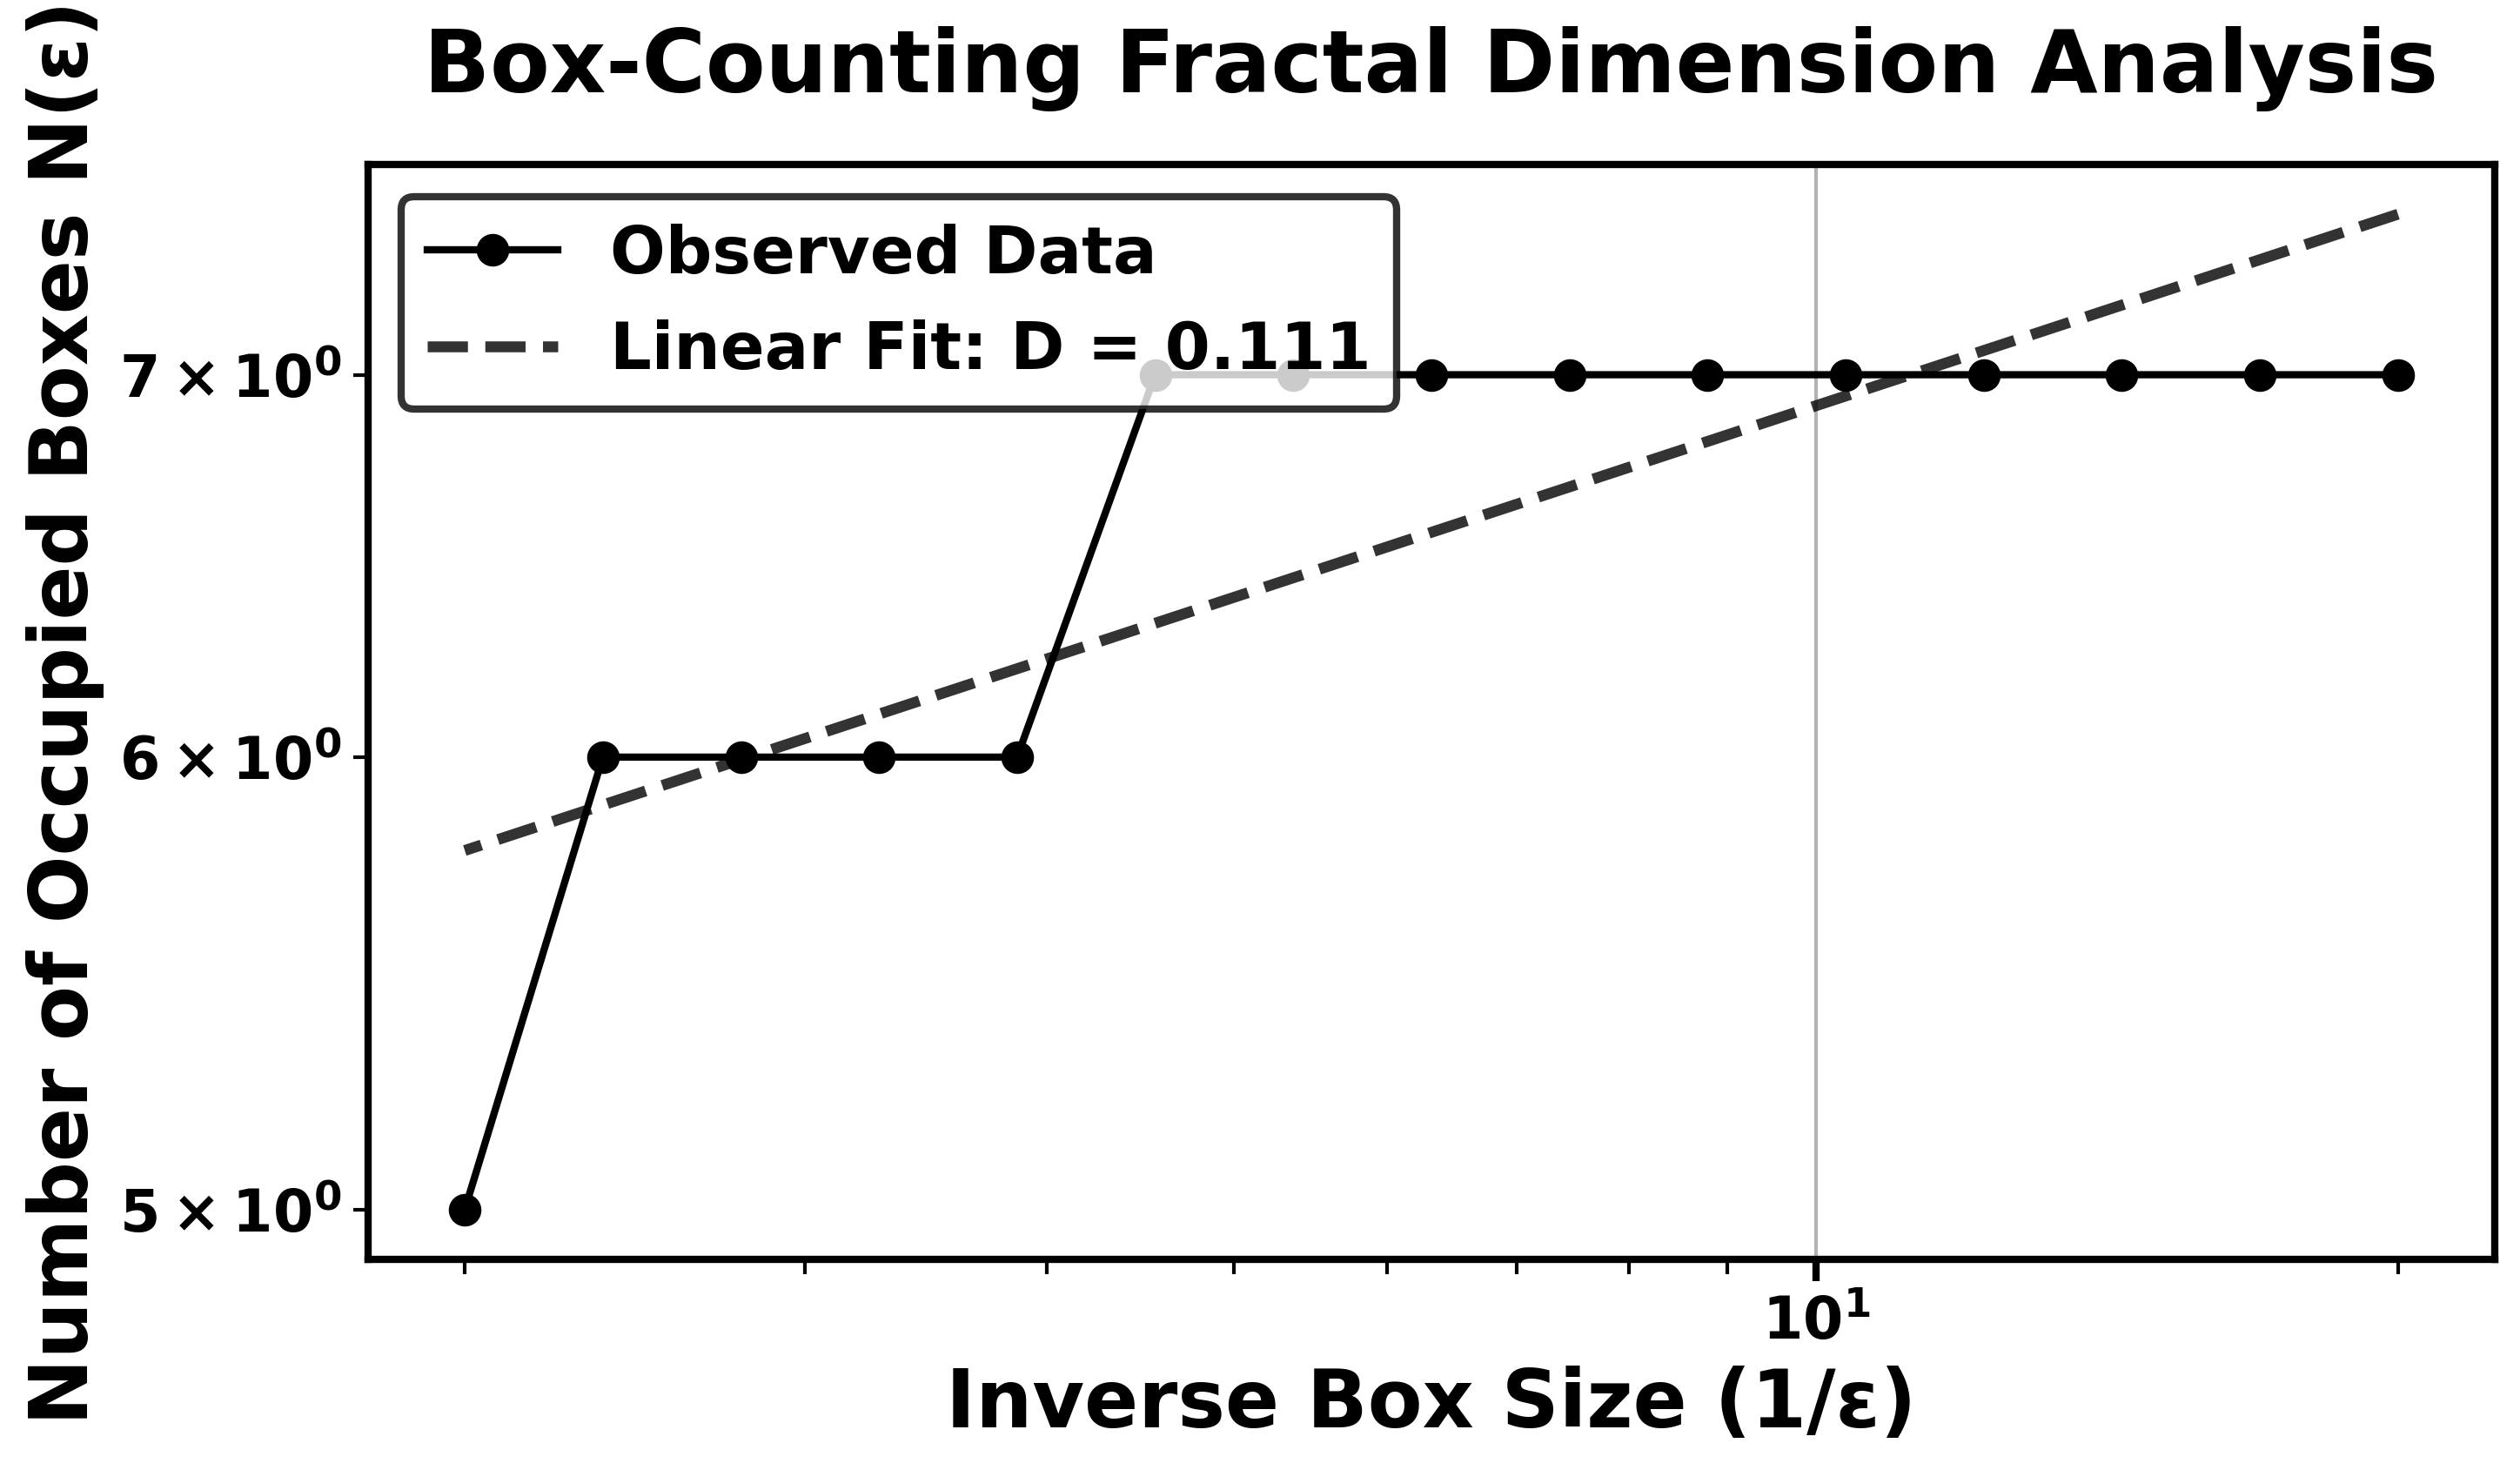 Box-Counting Fractal Dimension Analysis
Number of Occupied Boxes N(ε)
Observed Data
Linear Fit: D = 0.111
7 × 10⁰
6 × 10⁰
5 × 10⁰
10¹
Inverse Box Size (1/ε)